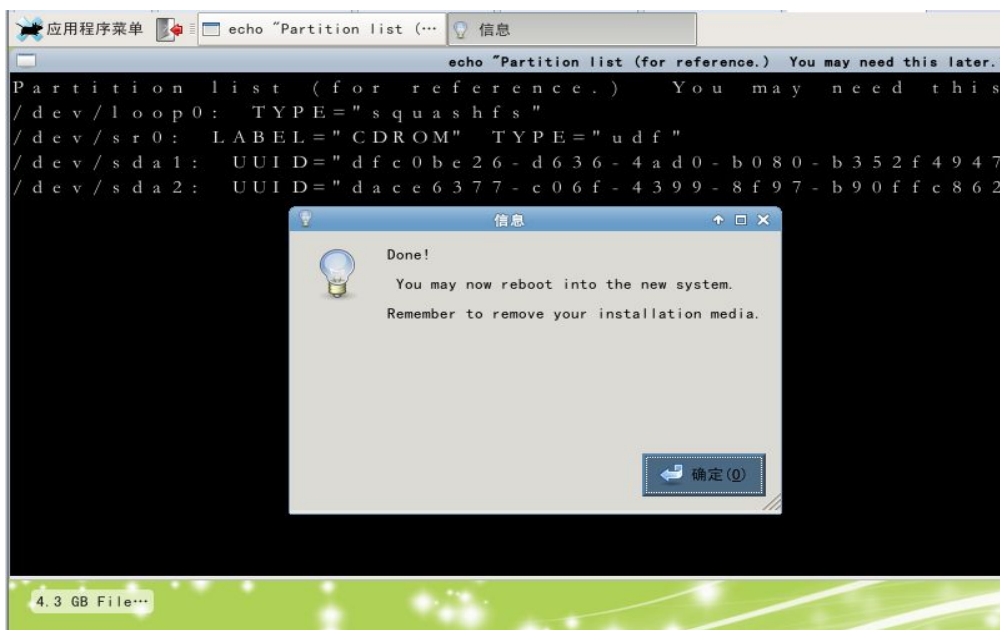 应用程序菜单 echo "Partition list (… 信息
echo "Partition list (for reference.) You may need this later.
Partition list (for reference.) You may need this
/dev/loop0: TYPE="squashfs"
/dev/sr0: LABEL="CDROM" TYPE="udf"
/dev/sda1: UUID="dfc0be26-d636-4ad0-b080-b352f4947
/dev/sda2: UUID="dace6377-c06f-4399-8f97-b90ffc862
信息
Done!
You may now reboot into the new system.
Remember to remove your installation media.
确定(O)
4.3 GB File…